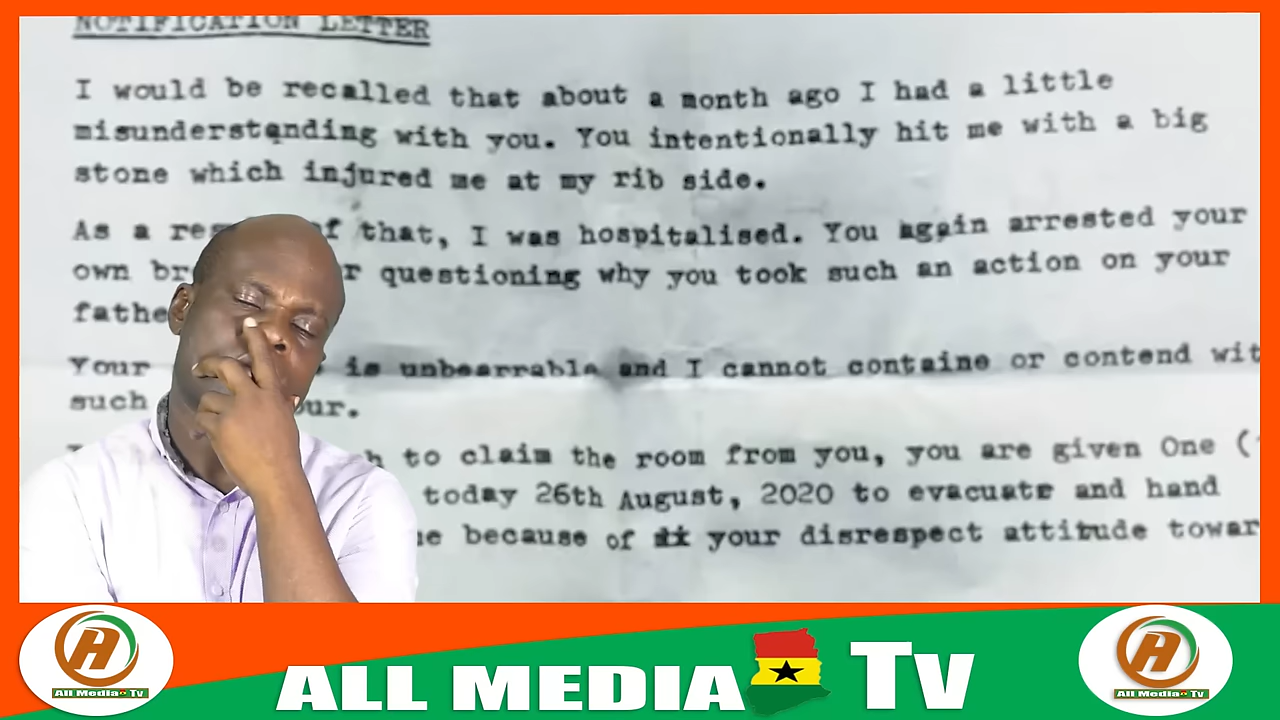 NOTIFICATION LETTER
I would be recalled that about a month ago I had a little
misunderstanding with you. You intentionally hit me with a big
stone which injured me at my rib side.
As a re of that, I was hospitalised. You again arrested your
own br r questioning why you took such an action on your
fathe
Your is unbearrable and I cannot containe or contend wit
such our.
h to claim the room from you, you are given One (
today 26th August, 2020 to evacuate and hand
me because of your disrespect attitude towar
ALL MEDIA TV
A
All Media Tv
A
All Media Tv